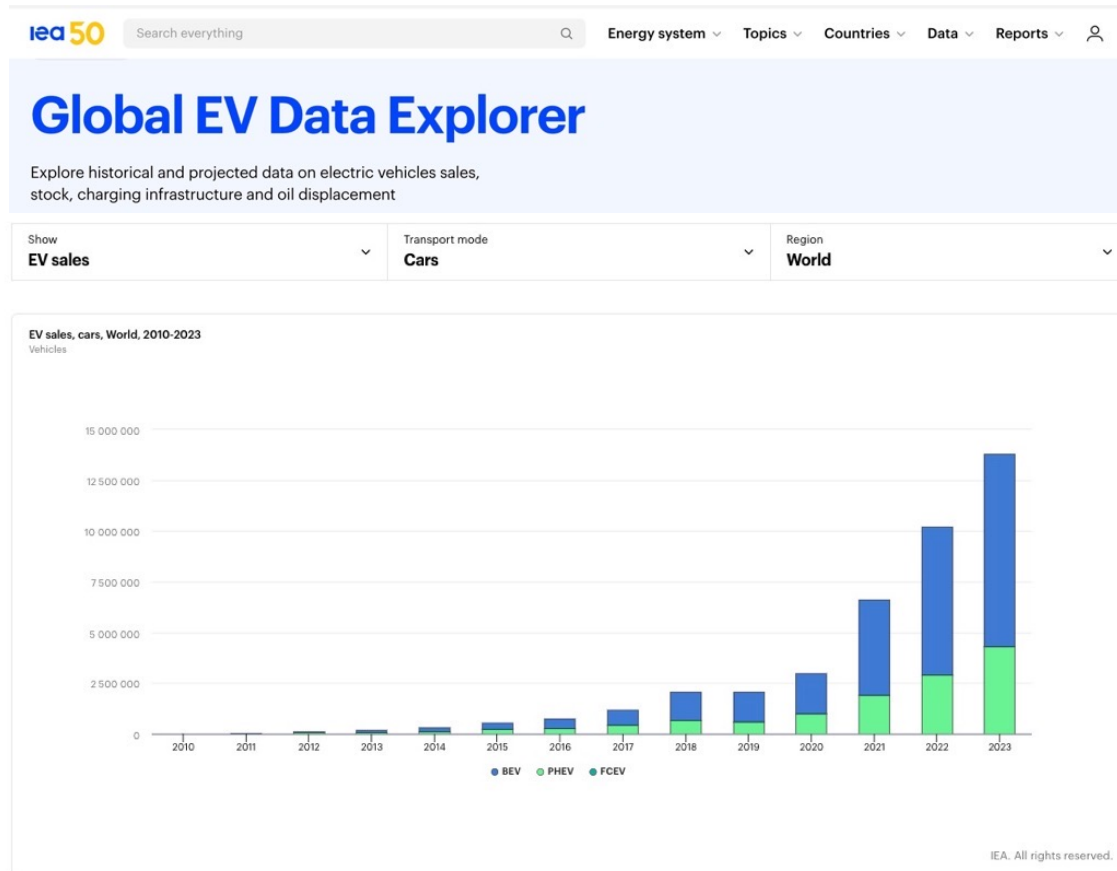 iea 50
Search everything
Energy system
Topics
Countries
Data
Reports
Global EV Data Explorer
Explore historical and projected data on electric vehicles sales,
stock, charging infrastructure and oil displacement
Show
EV sales
Transport mode
Cars
Region
World
EV sales, cars, World, 2010-2023
Vehicles
15 000 000
12 500 000
10 000 000
7 500 000
5 000 000
2 500 000
0
2010 2011 2012 2013 2014 2015 2016 2017 2018 2019 2020 2021 2022 2023
BEV PHEV FCEV
IEA. All rights reserved.